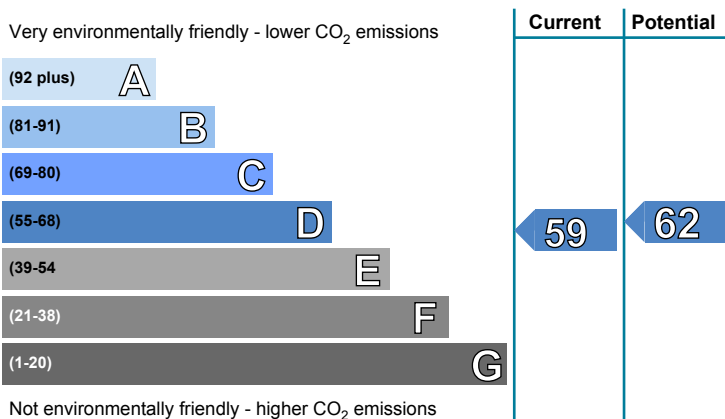 Very environmentally friendly - lower CO2 emissions
Current
Potential
(92 plus) A
(81-91) B
(69-80) C
(55-68) D
(39-54 E
(21-38) F
(1-20) G
59
62
Not environmentally friendly - higher CO2 emissions